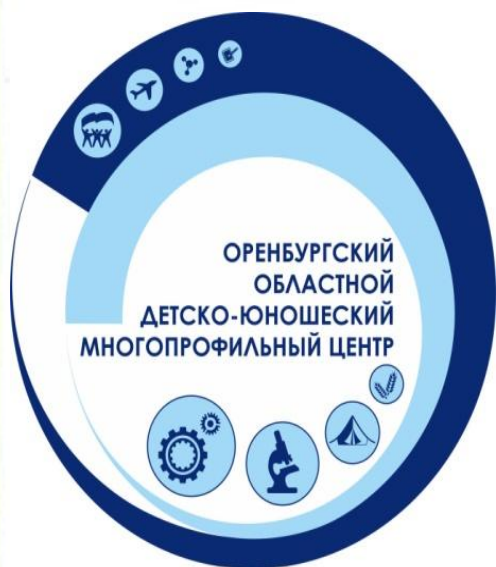 ОРЕНБУРГСКИЙ
ОБЛАСТНОЙ
ДЕТСКО-ЮНОШЕСКИЙ
МНОГОПРОФИЛЬНЫЙ ЦЕНТР